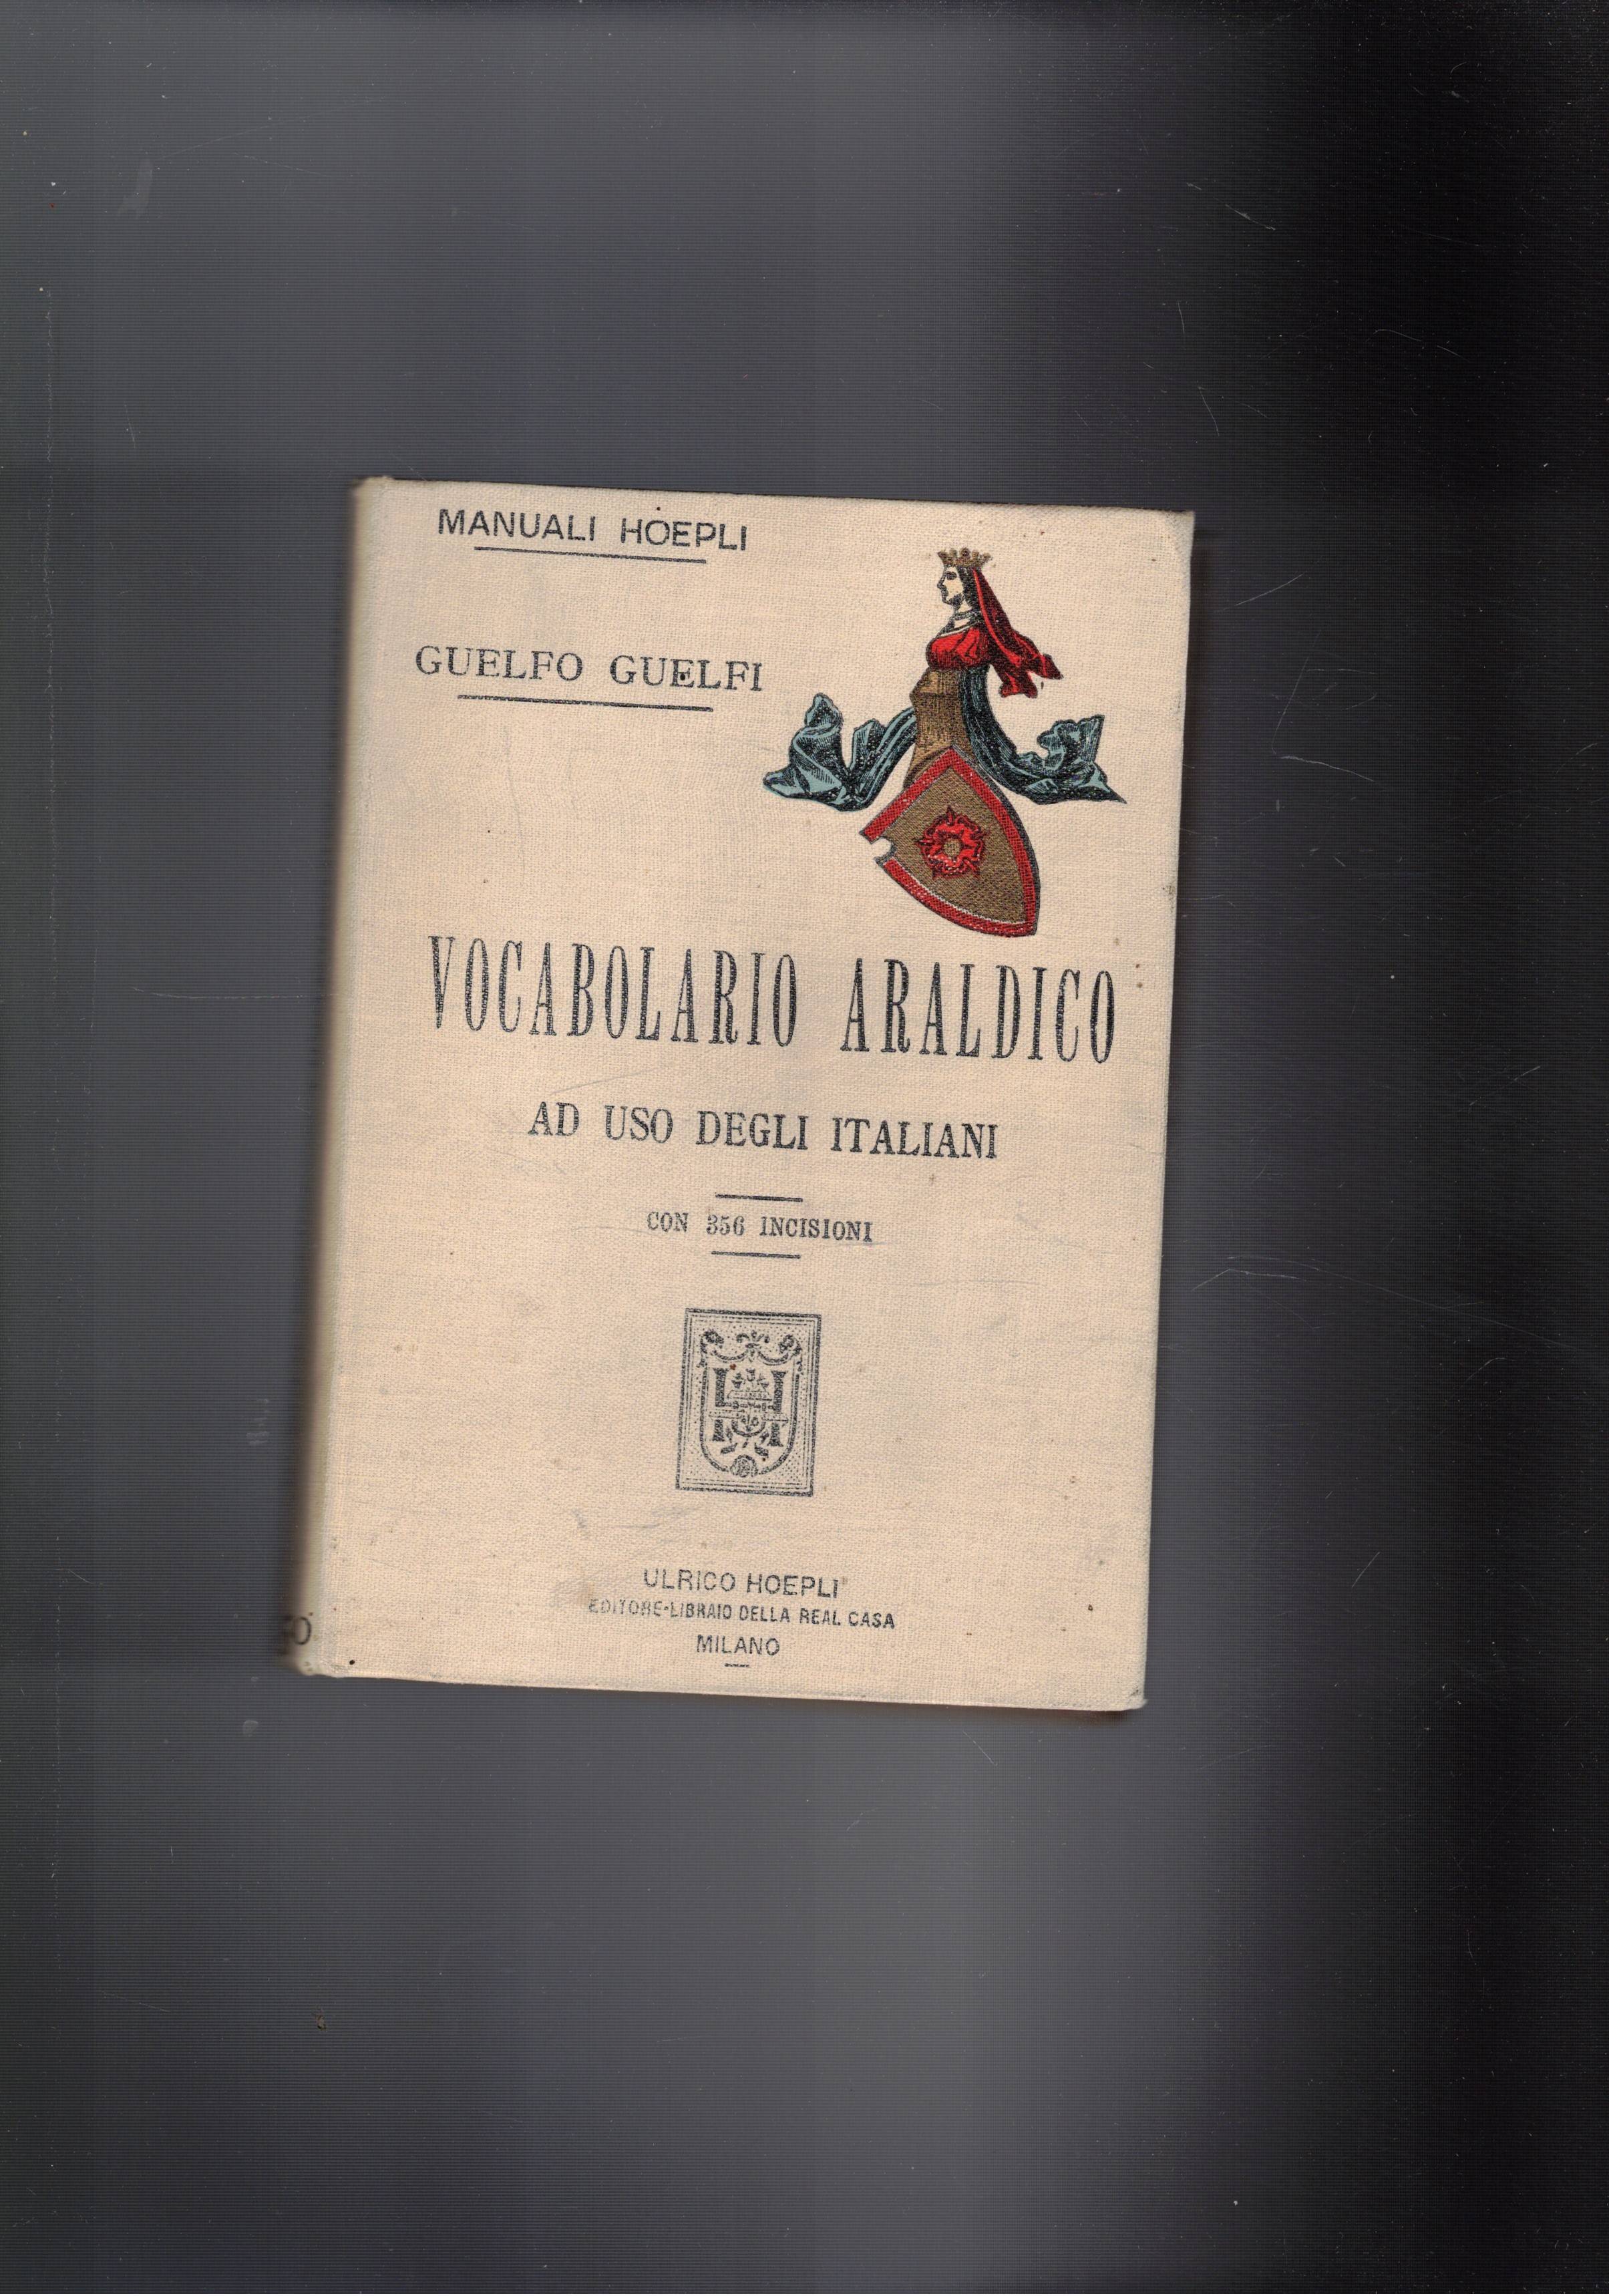 MANUALI HOEPLI
GUELFO GUELFI
VOCABOLARIO ARALDICO
AD USO DEGLI ITALIANI
CON 356 INCISIONI
ULRICO HOEPLI
EDITORE-LIBRAIO DELLA REAL CASA
MILANO